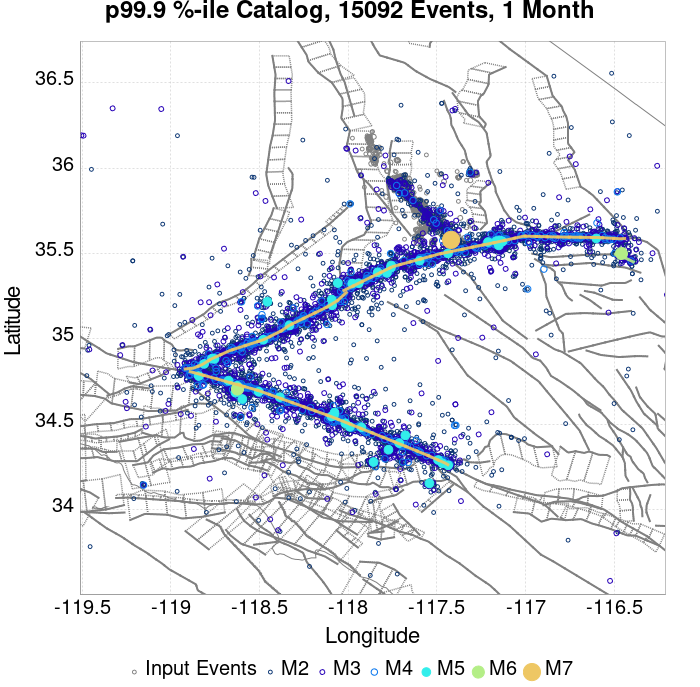 p99.9 %-ile Catalog, 15092 Events, 1 Month
36.5
36
35.5
35
34.5
34
Latitude
-119.5 -119 -118.5 -118 -117.5 -117 -116.5
Longitude
Input Events M2 M3 M4 M5 M6 M7